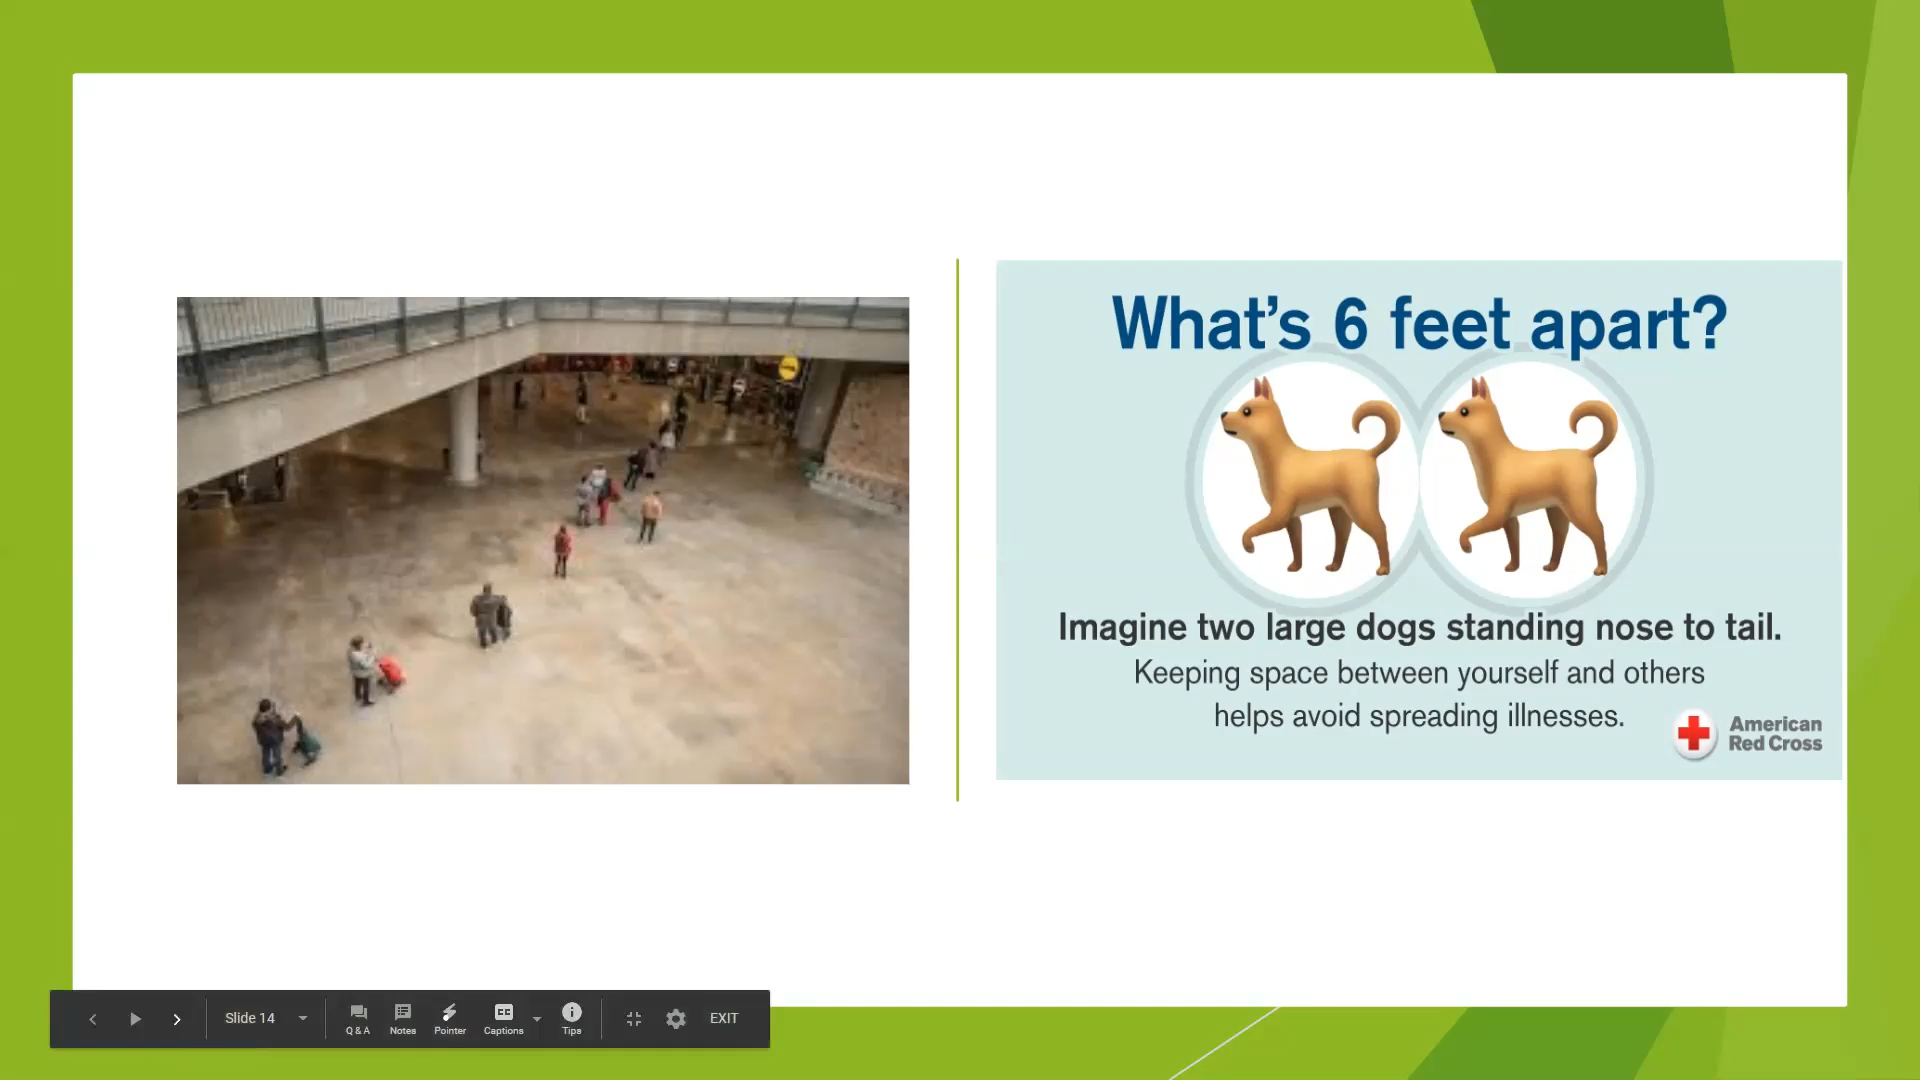 What's 6 feet apart?
Imagine two large dogs standing nose to tail.
Keeping space between yourself and others
helps avoid spreading illnesses.
American
Red Cross
Slide 14
Q & A
Notes
Pointer
CC
Captions
Tips
EXIT